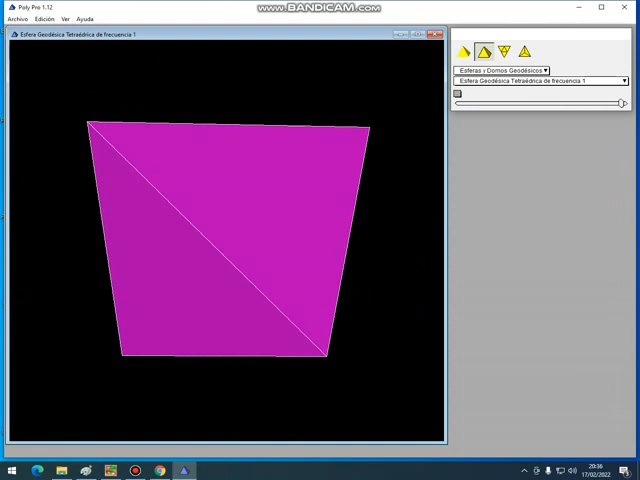 Poly Pro 1.12
www.BANDICAM.com
Archivo Edición Ver Ayuda
Esfera Geodésica Tetraédrica de frecuencia 1
Esferas y Domos Geodésicos
Esfera Geodésica Tetraédrica de frecuencia 1
20:36
17/02/2022